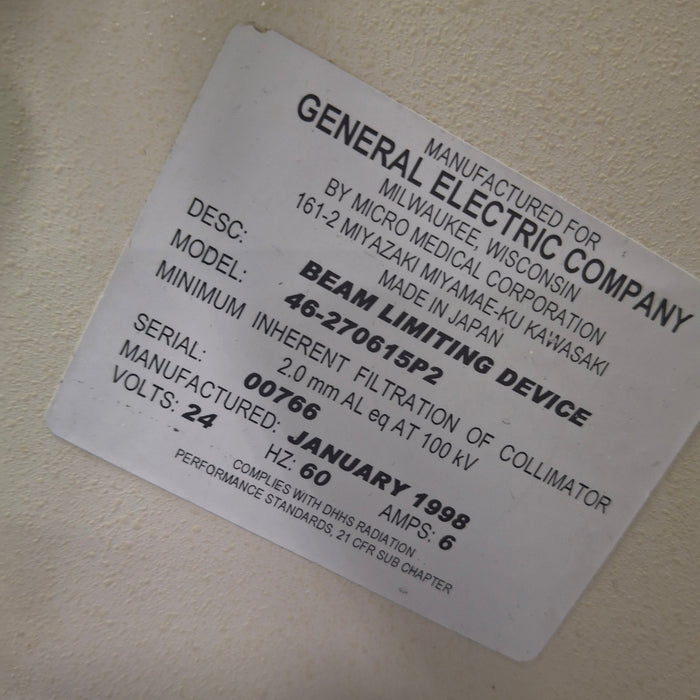 MANUFACTURED FOR
GENERAL ELECTRIC COMPANY
MILWAUKEE, WISCONSIN
BY MICRO MEDICAL CORPORATION
161-2 MIYAZAKI MIYAMAE-KU KAWASAKI
MADE IN JAPAN
DESC: BEAM LIMITING DEVICE
MODEL: 46-270615P2
MINIMUM INHERENT FILTRATION OF COLLIMATOR
2.0 mm AL eq AT 100 kV
SERIAL: 00766
MANUFACTURED: JANUARY 1998
VOLTS: 24 HZ: 60 AMPS: 6
COMPLIES WITH DHHS RADIATION
PERFORMANCE STANDARDS, 21 CFR SUB CHAPTER